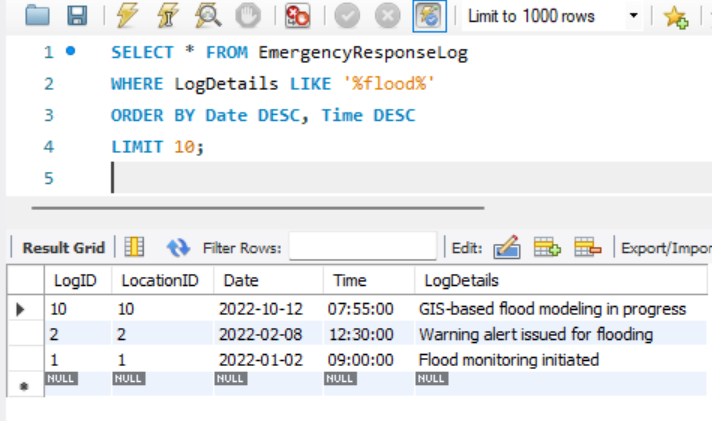 Limit to 1000 rows
1 SELECT * FROM EmergencyResponseLog
2 WHERE LogDetails LIKE '%flood%'
3 ORDER BY Date DESC, Time DESC
4 LIMIT 10;
5
Result Grid Filter Rows: Edit: Export/Impor
LogID LocationID Date Time LogDetails
10 10 2022-10-12 07:55:00 GIS-based flood modeling in progress
2 2 2022-02-08 12:30:00 Warning alert issued for flooding
1 1 2022-01-02 09:00:00 Flood monitoring initiated
NULL NULL NULL NULL NULL